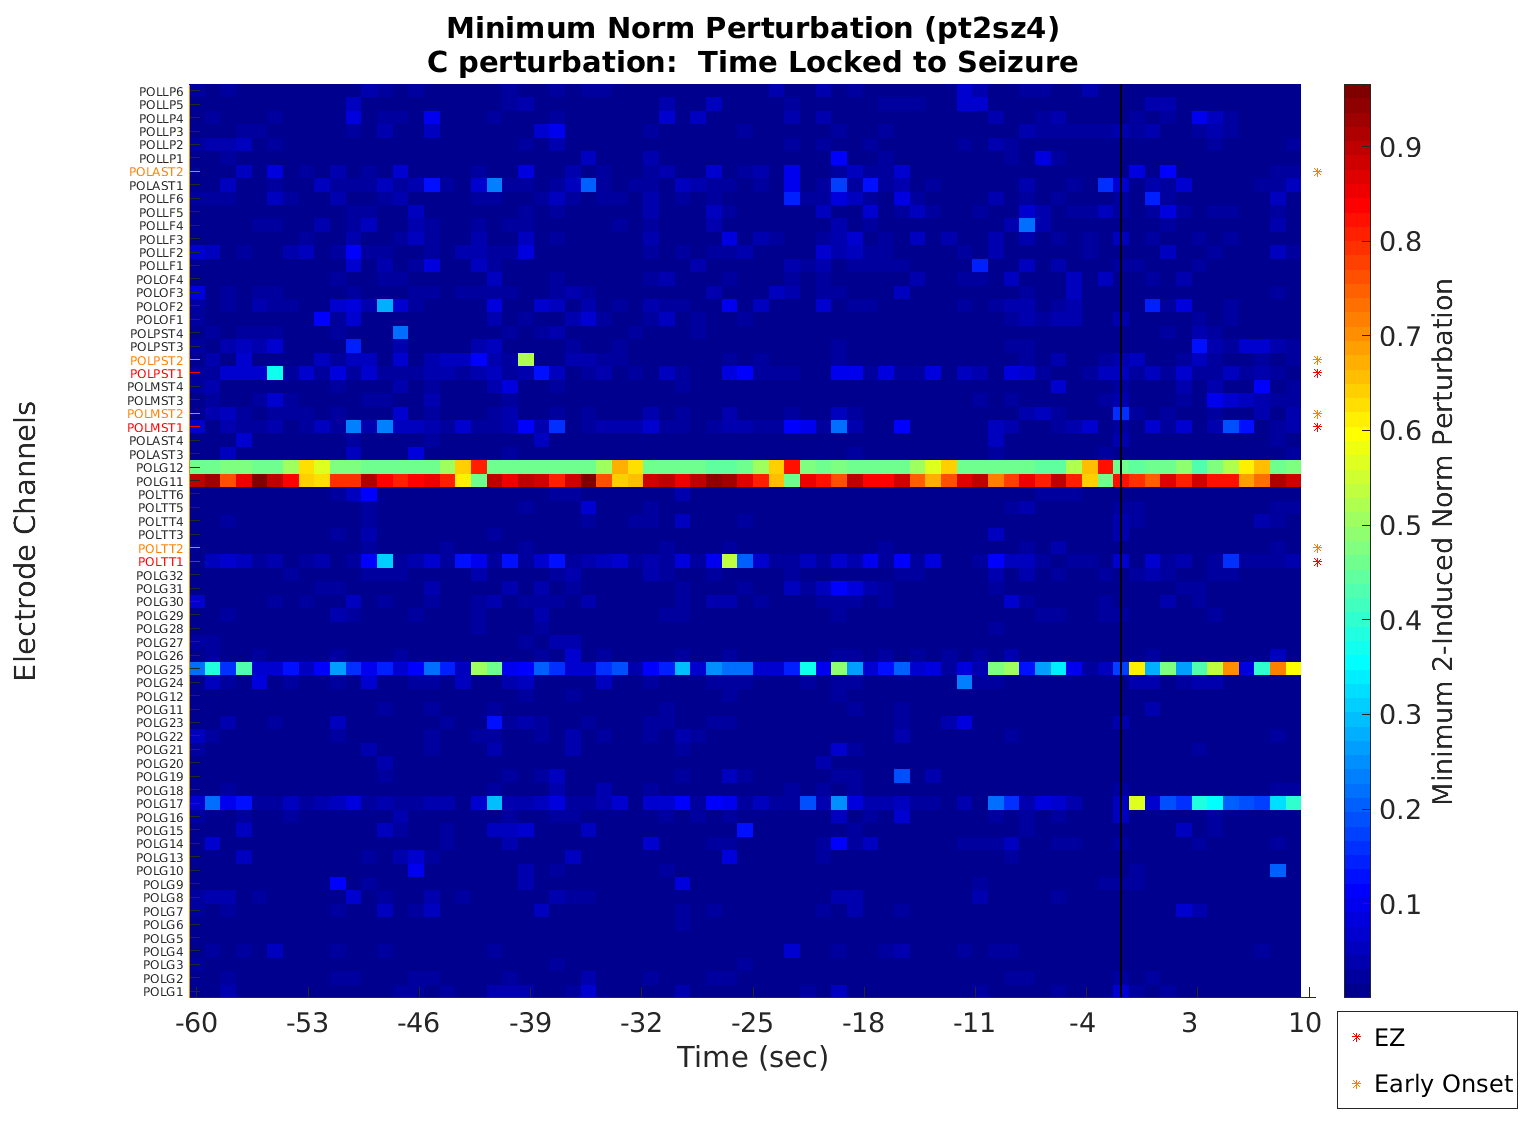 Minimum Norm Perturbation (pt2sz4)
C perturbation:  Time Locked to Seizure
Electrode Channels
POLLP6
POLLP5
POLLP4
POLLP3
POLLP2
POLLP1
POLAST2
POLAST1
POLLF6
POLLF5
POLLF4
POLLF3
POLLF2
POLLF1
POLOF4
POLOF3
POLOF2
POLOF1
POLPST4
POLPST3
POLPST2
POLPST1
POLMST4
POLMST3
POLMST2
POLMST1
POLAST4
POLAST3
POLG12
POLG11
POLTT6
POLTT5
POLTT4
POLTT3
POLTT2
POLTT1
POLG32
POLG31
POLG30
POLG29
POLG28
POLG27
POLG26
POLG25
POLG24
POLG12
POLG11
POLG23
POLG22
POLG21
POLG20
POLG19
POLG18
POLG17
POLG16
POLG15
POLG14
POLG13
POLG10
POLG9
POLG8
POLG7
POLG6
POLG5
POLG4
POLG3
POLG2
POLG1
-60 -53 -46 -39 -32 -25 -18 -11 -4 3 10
Time (sec)
0.9
0.8
0.7
0.6
0.5
0.4
0.3
0.2
0.1
Minimum 2-Induced Norm Perturbation
EZ
Early Onset